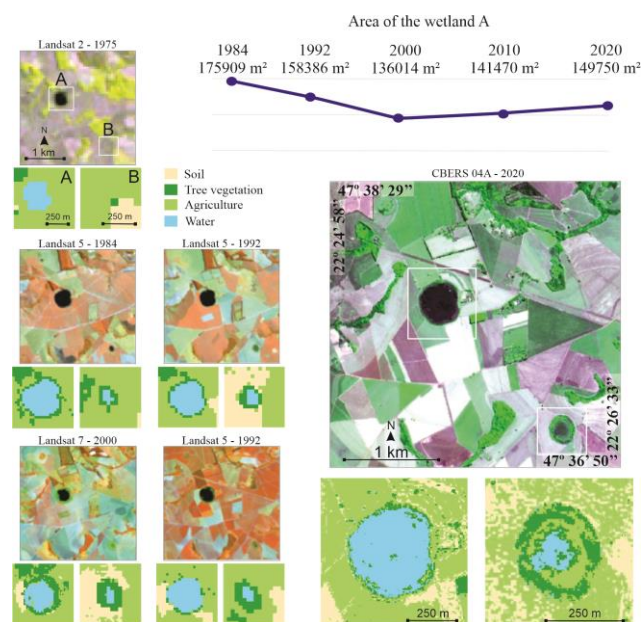 Area of the wetland A
1984 1992 2000 2010 2020
175909 m² 158386 m² 136014 m² 141470 m² 149750 m²
Landsat 2 - 1975
A
B
N
1 km
A B
250 m 250 m
Soil
Tree vegetation
Agriculture
Water
Landsat 5 - 1984 Landsat 5 - 1992
Landsat 7 - 2000 Landsat 5 - 1992
CBERS 04A - 2020
47º 38’ 29”
22º 24’ 58”
N
1 km
22º 26’ 33”
47º 36’ 50”
250 m 250 m